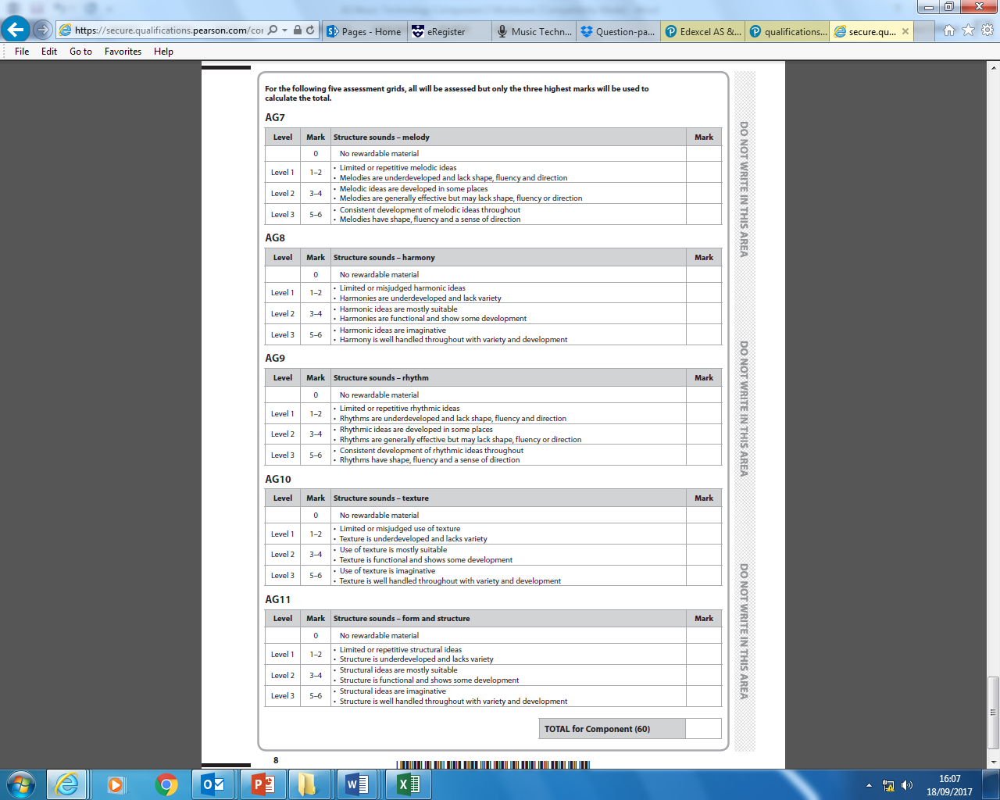 https://secure.qualifications.pearson.com/cor
Pages - Home
eRegister
Music Techn...
Question-pa...
Edexcel AS &...
qualifications...
secure.qu...
File Edit Go to Favorites Help
For the following five assessment grids, all will be assessed but only the three highest marks will be used to
calculate the total.
AG7
Level Mark Structure sounds – melody Mark
0 No rewardable material
Level 1 1–2 • Limited or repetitive melodic ideas
• Melodies are underdeveloped and lack shape, fluency and direction
Level 2 3–4 • Melodic ideas are developed in some places
• Melodies are generally effective but may lack shape, fluency or direction
Level 3 5–6 • Consistent development of melodic ideas throughout
• Melodies have shape, fluency and a sense of direction
AG8
Level Mark Structure sounds – harmony Mark
0 No rewardable material
Level 1 1–2 • Limited or misjudged harmonic ideas
• Harmonies are underdeveloped and lack variety
Level 2 3–4 • Harmonic ideas are mostly suitable
• Harmonies are functional and show some development
Level 3 5–6 • Harmonic ideas are imaginative
• Harmony is well handled throughout with variety and development
AG9
Level Mark Structure sounds – rhythm Mark
0 No rewardable material
Level 1 1–2 • Limited or repetitive rhythmic ideas
• Rhythms are underdeveloped and lack shape, fluency and direction
Level 2 3–4 • Rhythmic ideas are developed in some places
• Rhythms are generally effective but may lack shape, fluency or direction
Level 3 5–6 • Consistent development of rhythmic ideas throughout
• Rhythms have shape, fluency and a sense of direction
AG10
Level Mark Structure sounds – texture Mark
0 No rewardable material
Level 1 1–2 • Limited or misjudged use of texture
• Texture is underdeveloped and lacks variety
Level 2 3–4 • Use of texture is mostly suitable
• Texture is functional and shows some development
Level 3 5–6 • Use of texture is imaginative
• Texture is well handled throughout with variety and development
AG11
Level Mark Structure sounds – form and structure Mark
0 No rewardable material
Level 1 1–2 • Limited or repetitive structural ideas
• Structure is underdeveloped and lacks variety
Level 2 3–4 • Structural ideas are mostly suitable
• Structure is functional and shows some development
Level 3 5–6 • Structural ideas are imaginative
• Structure is well handled throughout with variety and development
TOTAL for Component (60)
8
DO NOT WRITE IN THIS AREA
DO NOT WRITE IN THIS AREA
DO NOT WRITE IN THIS AREA
16:07
18/09/2017